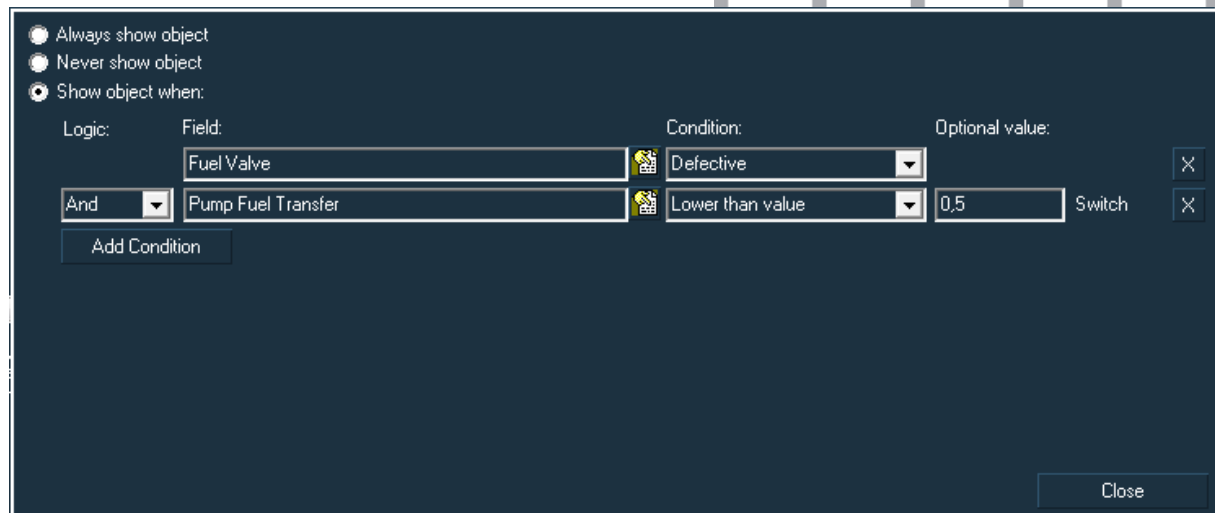 Always show object
Never show object
Show object when:
Logic: Field: Condition: Optional value:
Fuel Valve Defective X
And Pump Fuel Transfer Lower than value 0,5 Switch X
Add Condition
Close